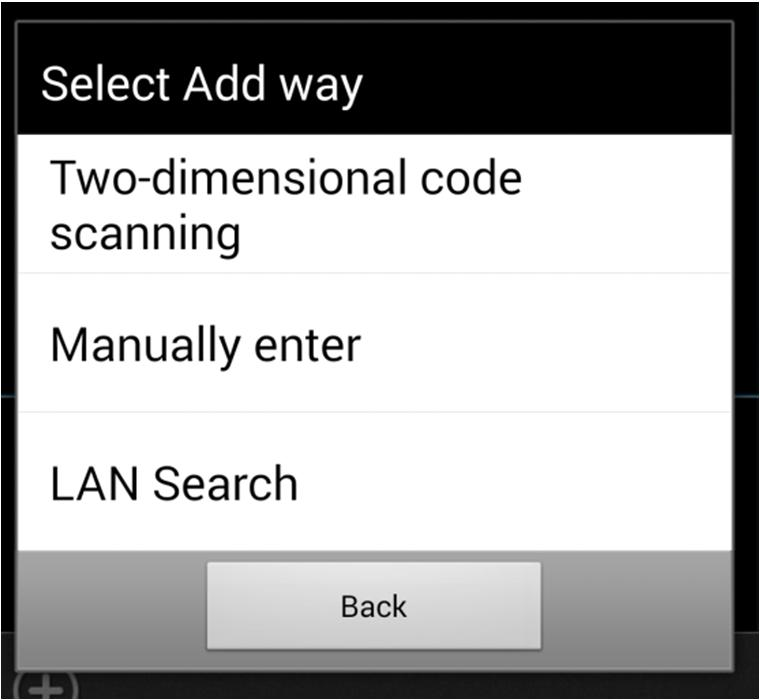 Select Add way
Two-dimensional code
scanning
Manually enter
LAN Search
Back